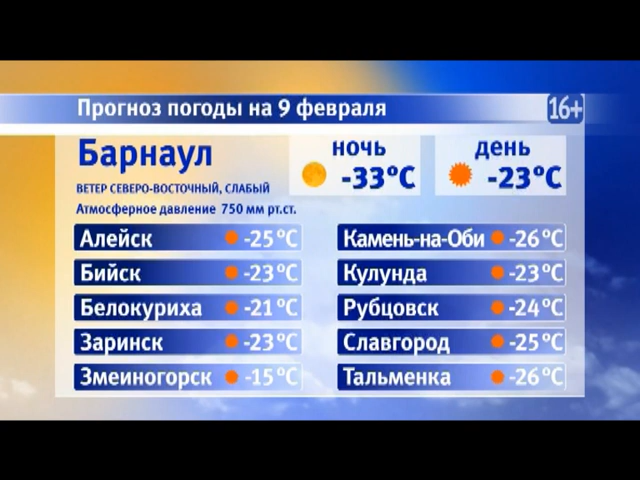 Прогноз погоды на 9 февраля 16+
Барнаул
ночь
-33°C
день
-23°C
ВЕТЕР СЕВЕРО-ВОСТОЧНЫЙ, СЛАБЫЙ
Атмосферное давление 750 мм рт.ст.
Алейск -25°C
Бийск -23°C
Белокуриха -21°C
Заринск -23°C
Змеиногорск -15°C
Камень-на-Оби -26°C
Кулунда -23°C
Рубцовск -24°C
Славгород -25°C
Тальменка -26°C